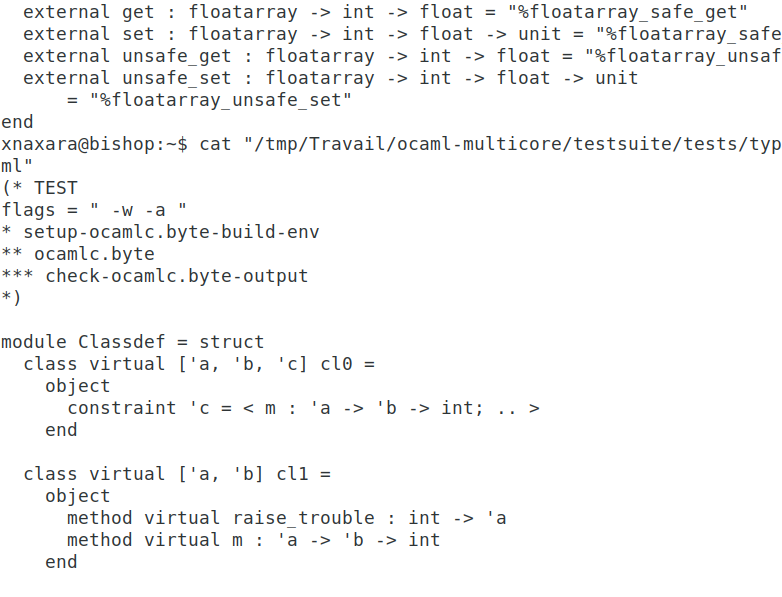 external get : floatarray -> int -> float = "%floatarray_safe_get"
  external set : floatarray -> int -> float -> unit = "%floatarray_safe
  external unsafe_get : floatarray -> int -> float = "%floatarray_unsaf
  external unsafe_set : floatarray -> int -> float -> unit
      = "%floatarray_unsafe_set"
end
xnaxara@bishop:~$ cat "/tmp/Travail/ocaml-multicore/testsuite/tests/typ
ml"
(* TEST
flags = " -w -a "
* setup-ocamlc.byte-build-env
** ocamlc.byte
*** check-ocamlc.byte-output
*)

module Classdef = struct
  class virtual ['a, 'b, 'c] cl0 =
    object
      constraint 'c = < m : 'a -> 'b -> int; .. >
    end

  class virtual ['a, 'b] cl1 =
    object
      method virtual raise_trouble : int -> 'a
      method virtual m : 'a -> 'b -> int
    end